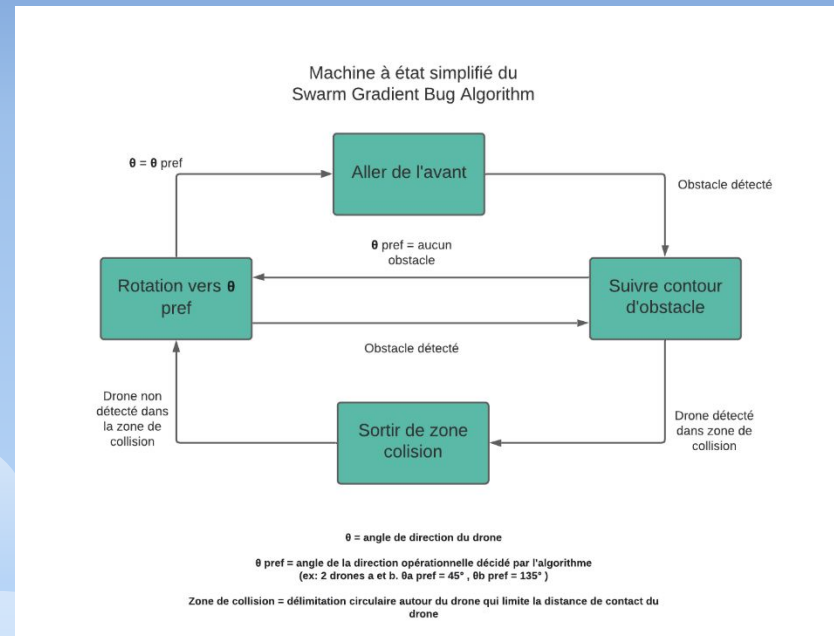 Machine à état simplifié du
Swarm Gradient Bug Algorithm
θ = θ pref
Aller de l'avant
Obstacle détecté
θ pref = aucun
obstacle
Rotation vers θ
pref
Suivre contour
d'obstacle
Obstacle détecté
Drone non
détecté dans
la zone de
collision
Sortir de zone
colision
Drone détecté
dans zone de
collision
θ = angle de direction du drone
θ pref = angle de la direction opérationnelle décidé par l'algorithme
(ex: 2 drones a et b. θa pref = 45° , θb pref = 135° )
Zone de collision = délimitation circulaire autour du drone qui limite la distance de contact du
drone